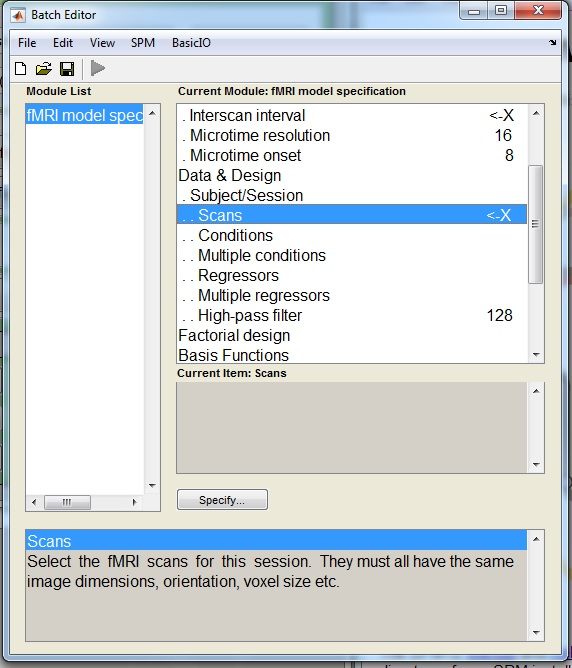 Batch Editor
File Edit View SPM BasicIO
Module List
Current Module: fMRI model specification
fMRI model spec
. Interscan interval <-X
. Microtime resolution 16
. Microtime onset 8
Data & Design
. Subject/Session
. . Scans <-X
. . Conditions
. . Multiple conditions
. . Regressors
. . Multiple regressors
. . High-pass filter 128
Factorial design
Basis Functions
Current Item: Scans
Specify...
Scans
Select the fMRI scans for this session. They must all have the same
image dimensions, orientation, voxel size etc.